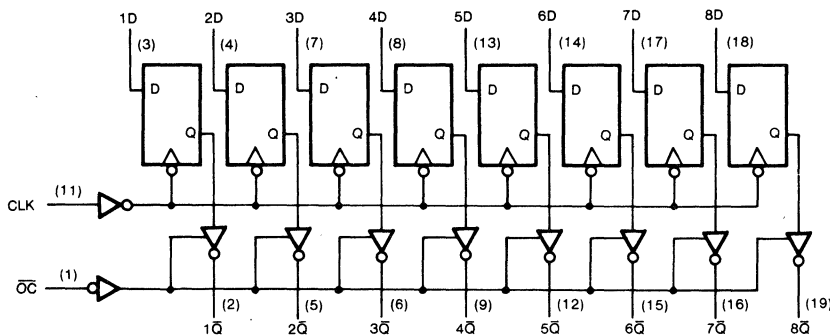 1D 2D 3D 4D 5D 6D 7D 8D
(3) (4) (7) (8) (13) (14) (17) (18)
D D D D D D D D
Q Q Q Q Q Q Q Q
CLK (11)
O̅C̅ (1)
(2) (5) (6) (9) (12) (15) (16) (19)
1Q̅ 2Q̅ 3Q̅ 4Q̅ 5Q̅ 6Q̅ 7Q̅ 8Q̅